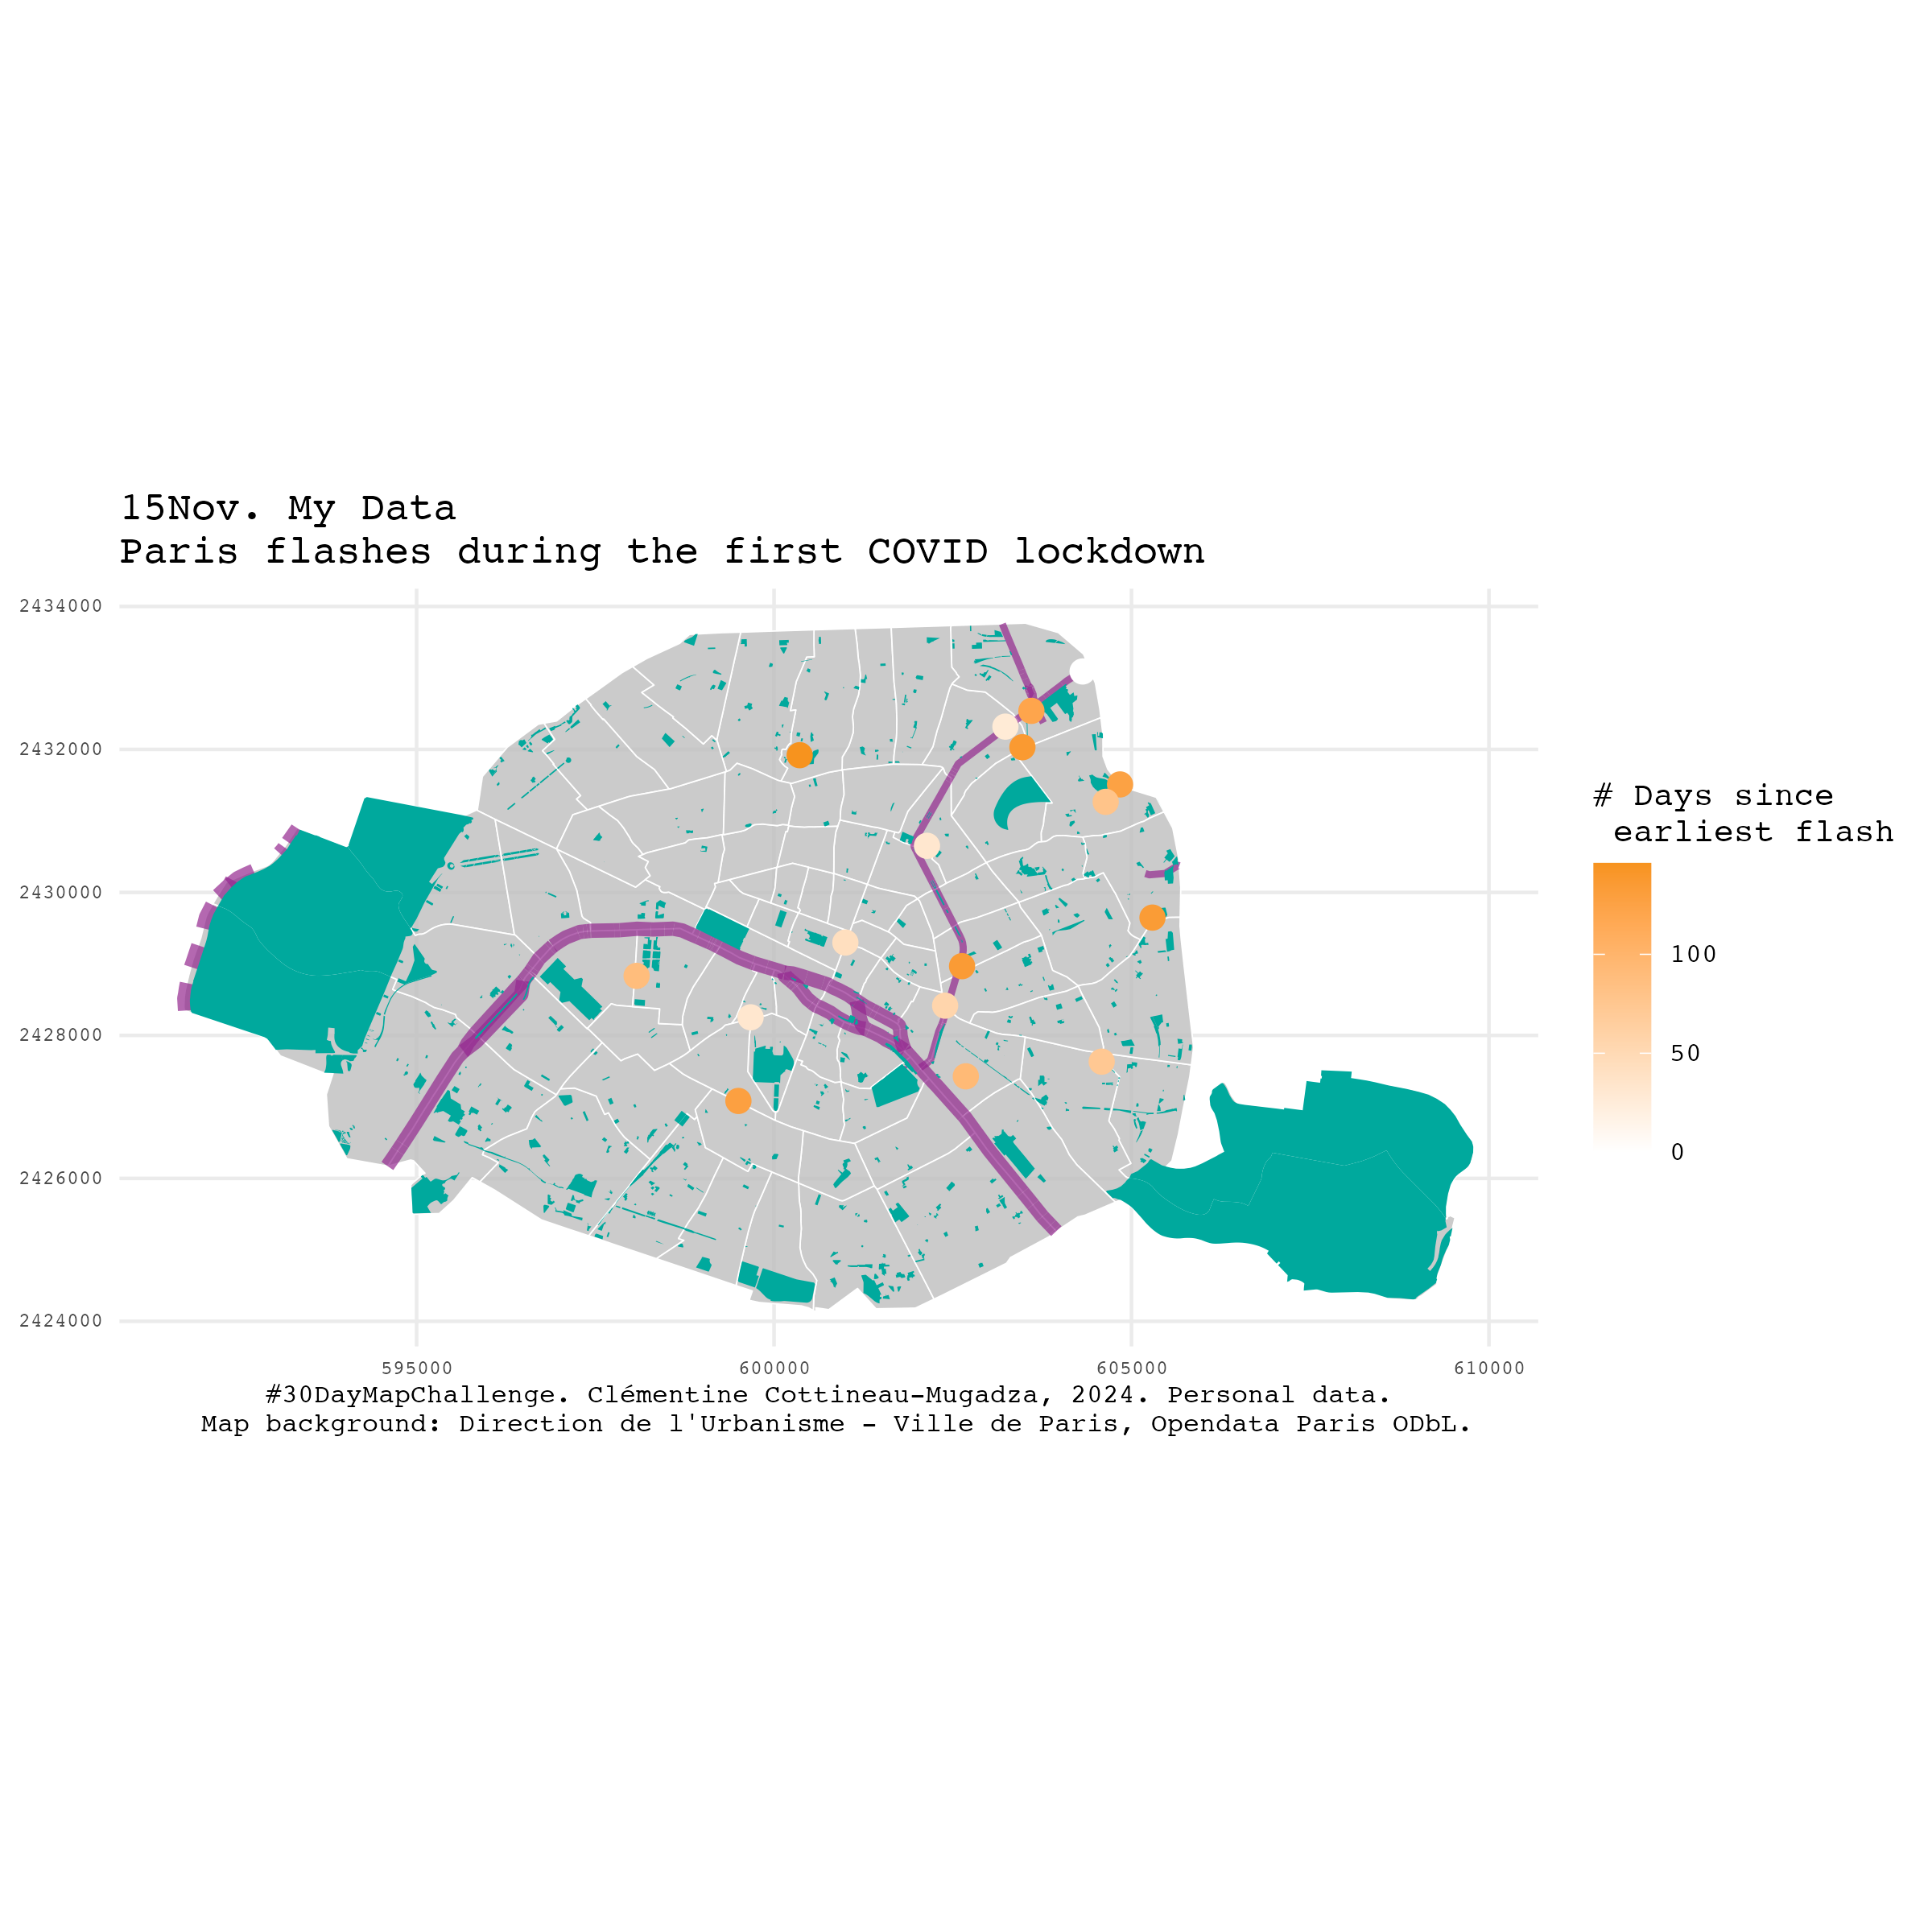 15Nov. My Data
Paris flashes during the first COVID lockdown
2434000
2432000
2430000
2428000
2426000
2424000
595000
600000
605000
610000
# Days since
earliest flash
100
50
0
#30DayMapChallenge. Clémentine Cottineau-Mugadza, 2024. Personal data.
Map background: Direction de l'Urbanisme - Ville de Paris, Opendata Paris ODbL.